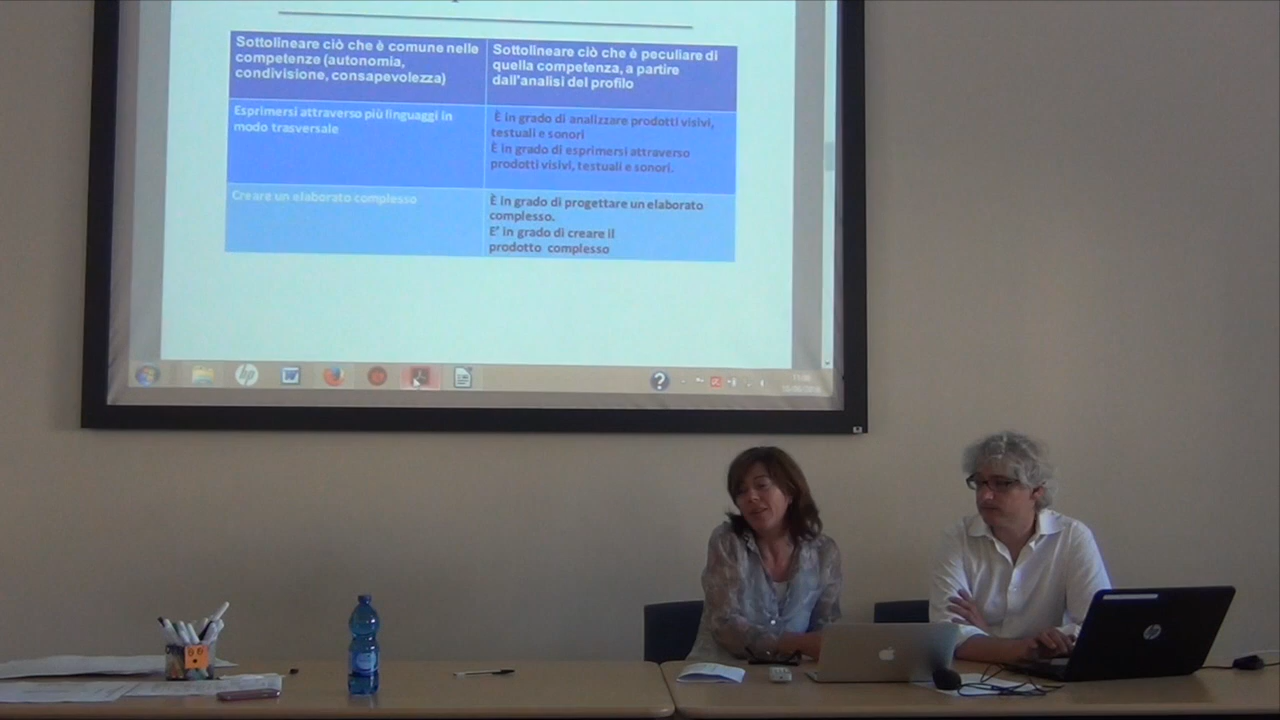 Sottolineare ciò che è comune nelle
competenze (autonomia,
condivisione, consapevolezza)
Sottolineare ciò che è peculiare di
quella competenza, a partire
dall'analisi del profilo
Esprimersi attraverso più linguaggi in
modo trasversale
È in grado di analizzare prodotti visivi,
testuali e sonori
È in grado di esprimersi attraverso
prodotti visivi, testuali e sonori.
Creare un elaborato complesso
È in grado di progettare un elaborato
complesso.
E' in grado di creare il
prodotto complesso
hp
W
?
hp